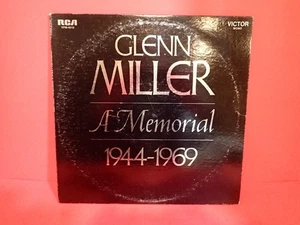 RCA
VICTOR
GLENN
MILLER
A Memorial
1944-1969